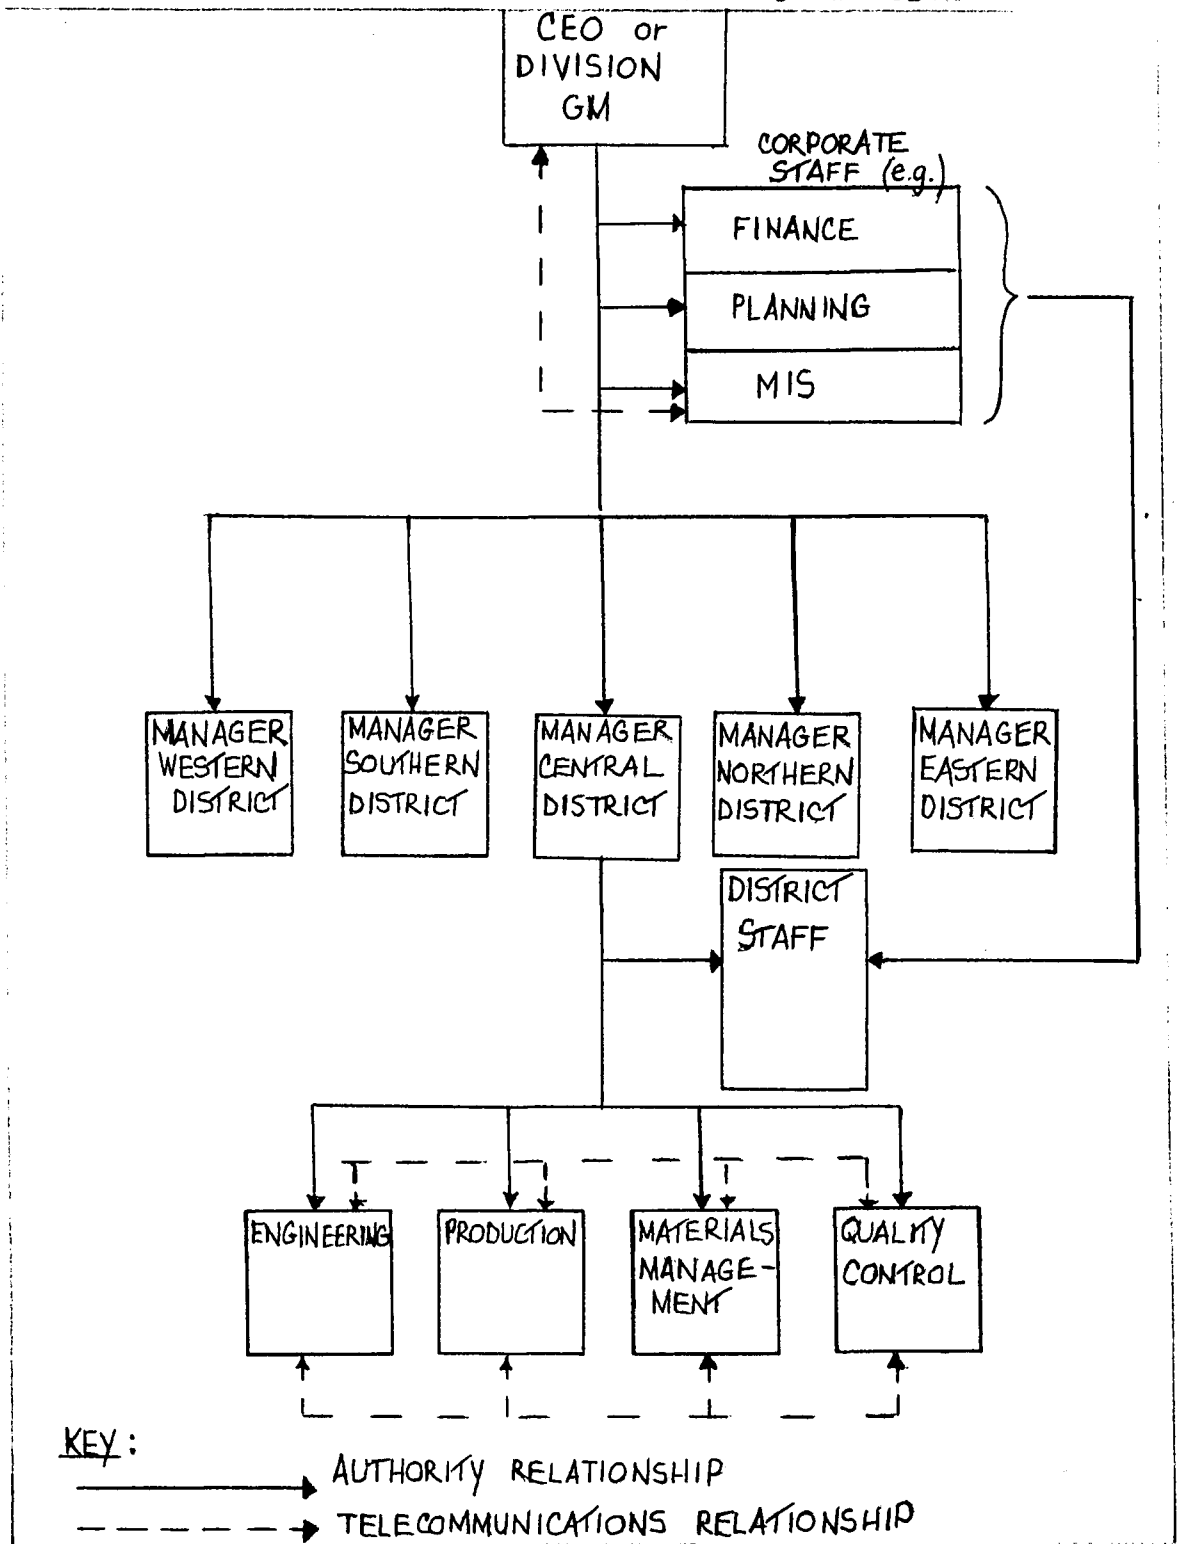 CEO or
DIVISION
GM
CORPORATE
STAFF (e.g.)
FINANCE
PLANNING
MIS
MANAGER
WESTERN
DISTRICT
MANAGER
SOUTHERN
DISTRICT
MANAGER
CENTRAL
DISTRICT
MANAGER
NORTHERN
DISTRICT
MANAGER
EASTERN
DISTRICT
DISTRICT
STAFF
ENGINEERING
PRODUCTION
MATERIALS
MANAGE-
MENT
QUALITY
CONTROL
KEY:
AUTHORITY RELATIONSHIP
TELECOMMUNICATIONS RELATIONSHIP